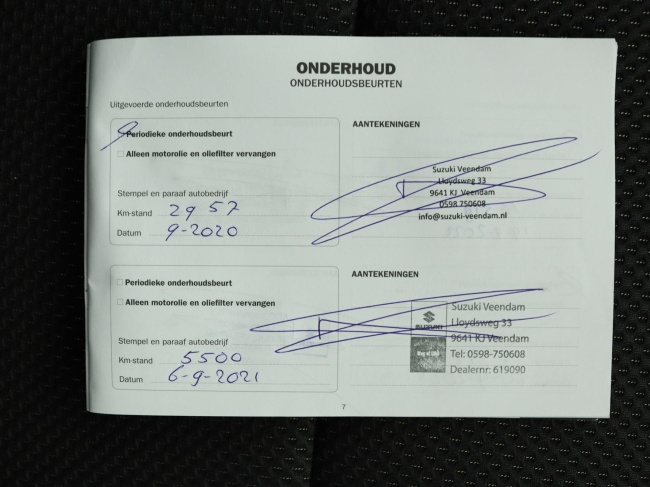 ONDERHOUD
ONDERHOUDSBEURTEN
Uitgevoerde onderhoudsbeurten
Periodieke onderhoudsbeurt
Alleen motorolie en oliefilter vervangen
Stempel en paraaf autobedrijf
Km-stand 2957
Datum 9-2020
AANTEKENINGEN
Suzuki Veendam
Lloydsweg 33
9641 KJ Veendam
0598 750608
info@suzuki-veendam.nl
Periodieke onderhoudsbeurt
Alleen motorolie en oliefilter vervangen
Stempel en paraaf autobedrijf
Km-stand 5500
Datum 6-9-2021
AANTEKENINGEN
SUZUKI
Suzuki Veendam
Lloydsweg 33
9641 KJ Veendam
Tel: 0598-750608
Dealernr: 619090
7